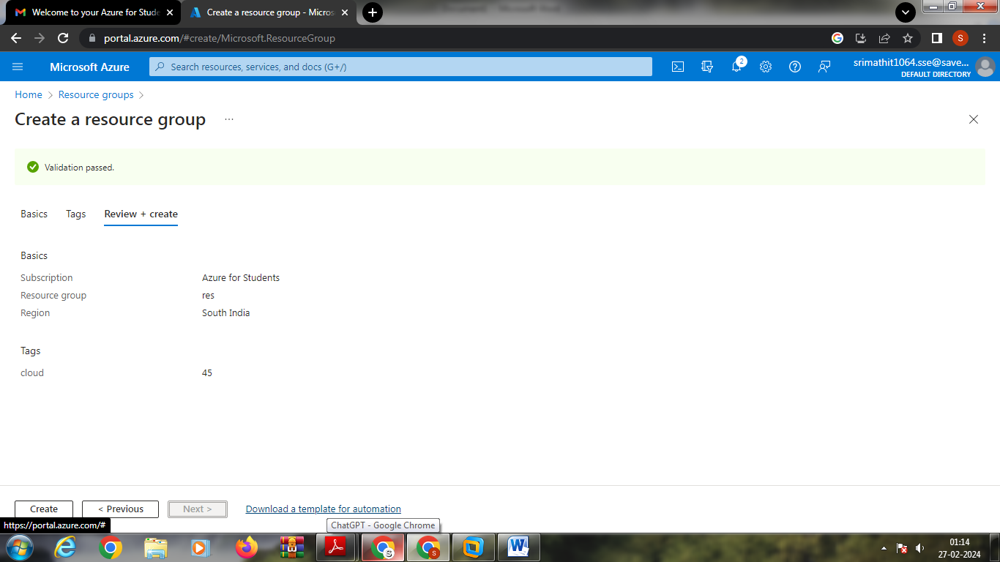 Welcome to your Azure for Stude
Create a resource group - Micros
portal.azure.com/#create/Microsoft.ResourceGroup
S
Microsoft Azure
Search resources, services, and docs (G+/)
2
srimathit1064.sse@save...
DEFAULT DIRECTORY
Home > Resource groups >
Create a resource group ...
Validation passed.
Basics Tags Review + create
Basics
Subscription Azure for Students
Resource group res
Region South India
Tags
cloud 45
Create < Previous Next > Download a template for automation
https://portal.azure.com/#
ChatGPT - Google Chrome
01:14
27-02-2024